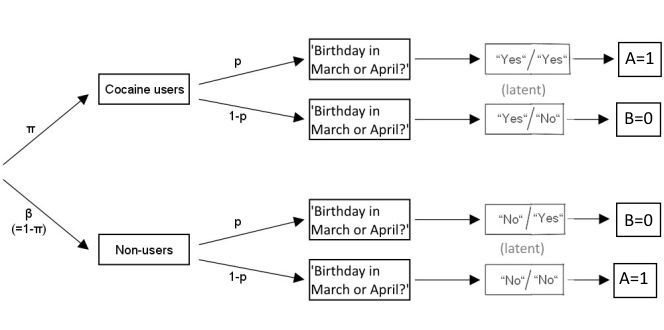 p
'Birthday in
March or April?'
"Yes"/"Yes"
A=1
(latent)
Cocaine users
1-p
'Birthday in
March or April?'
"Yes"/"No"
B=0
π
β
(=1-π)
p
'Birthday in
March or April?'
"No"/"Yes"
B=0
(latent)
Non-users
1-p
'Birthday in
March or April?'
"No"/"No"
A=1